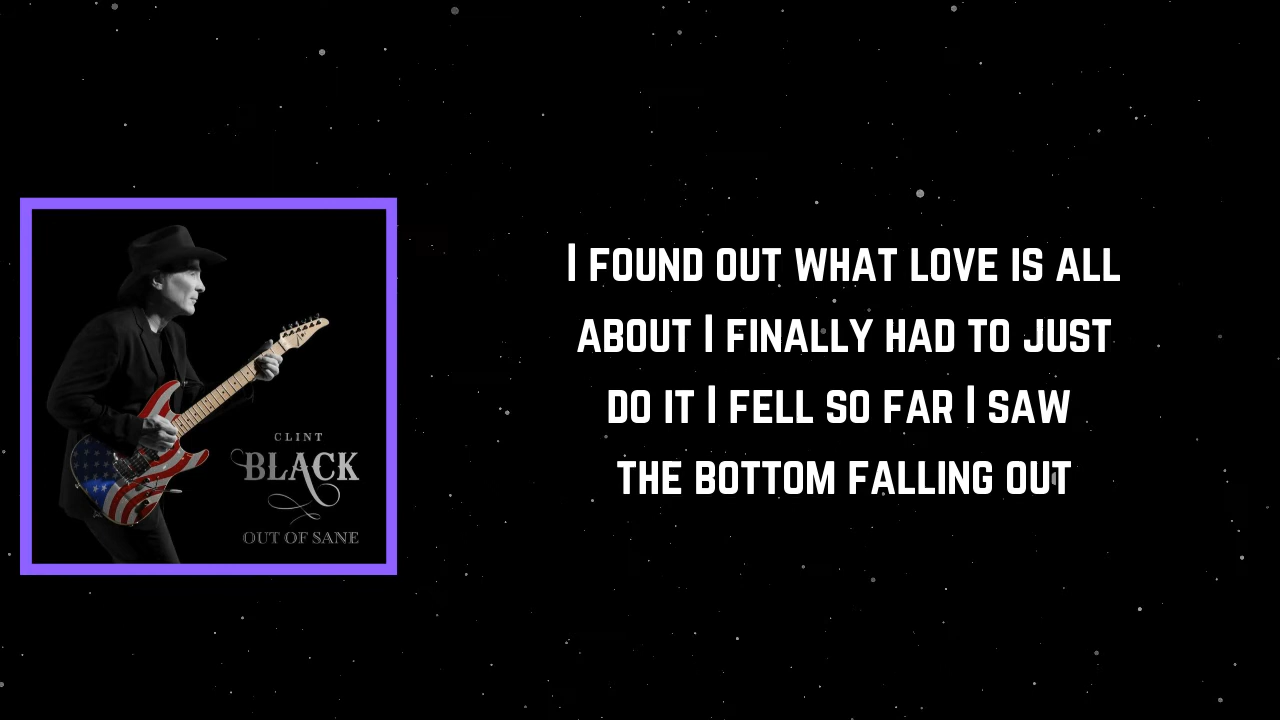 CLINT
BLACK
OUT OF SANE
I FOUND OUT WHAT LOVE IS ALL
ABOUT I FINALLY HAD TO JUST
DO IT I FELL SO FAR I SAW
THE BOTTOM FALLING OUT